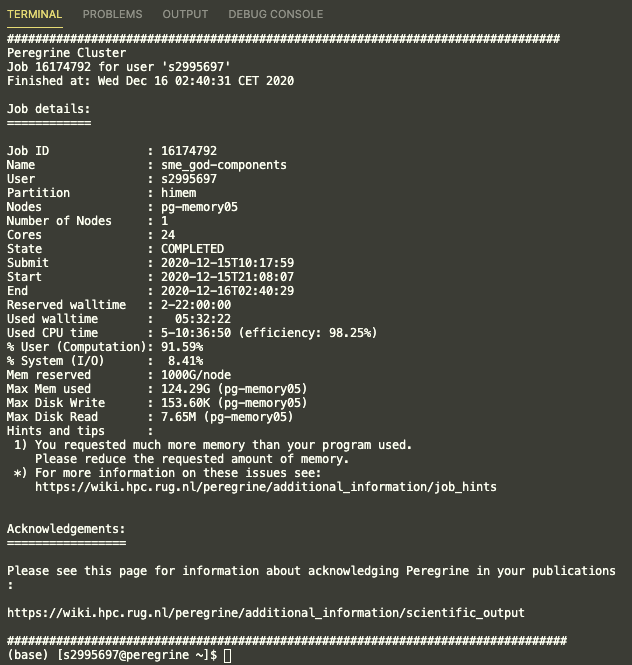 TERMINAL PROBLEMS OUTPUT DEBUG CONSOLE
###############################################################################
Peregrine Cluster
Job 16174792 for user 's2995697'
Finished at: Wed Dec 16 02:40:31 CET 2020

Job details:
============

Job ID              : 16174792
Name                : sme_god-components
User                : s2995697
Partition           : himem
Nodes               : pg-memory05
Number of Nodes     : 1
Cores               : 24
State               : COMPLETED
Submit              : 2020-12-15T10:17:59
Start               : 2020-12-15T21:08:07
End                 : 2020-12-16T02:40:29
Reserved walltime   : 2-22:00:00
Used walltime       :   05:32:22
Used CPU time       : 5-10:36:50 (efficiency: 98.25%)
% User (Computation): 91.59%
% System (I/O)      :  8.41%
Mem reserved        : 1000G/node
Max Mem used        : 124.29G (pg-memory05)
Max Disk Write      : 153.60K (pg-memory05)
Max Disk Read       : 7.65M (pg-memory05)
Hints and tips      :
 1) You requested much more memory than your program used.
    Please reduce the requested amount of memory.
 *) For more information on these issues see:
    https://wiki.hpc.rug.nl/peregrine/additional_information/job_hints

Acknowledgements:
=================

Please see this page for information about acknowledging Peregrine in your publications
:

https://wiki.hpc.rug.nl/peregrine/additional_information/scientific_output

################################################################################
(base) [s2995697@peregrine ~]$